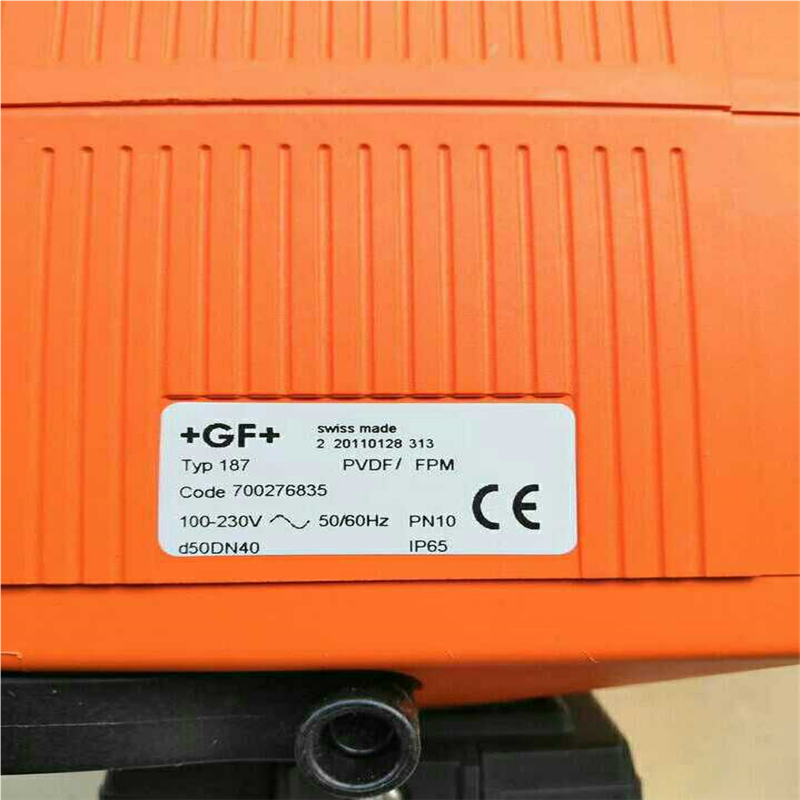 +GF+ swiss made
2 20110128 313
Typ 187 PVDF/ FPM
Code 700276835
100-230V 50/60Hz PN10 CE
d50DN40 IP65